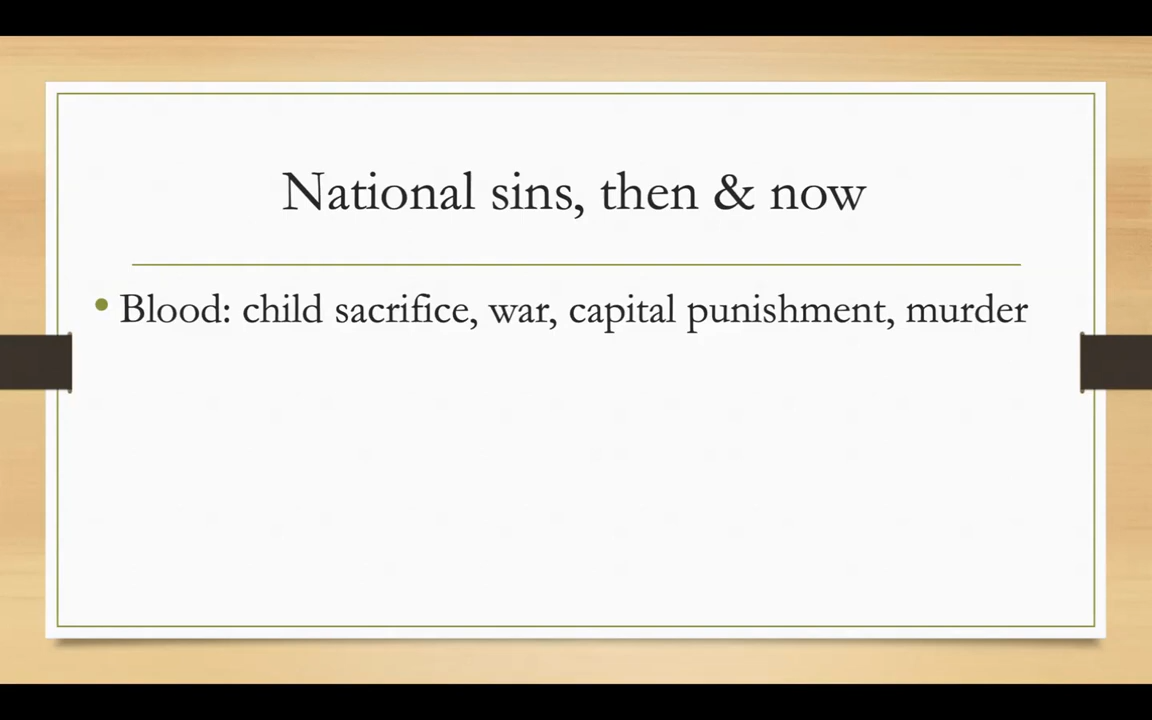 National sins, then & now
• Blood: child sacrifice, war, capital punishment, murder